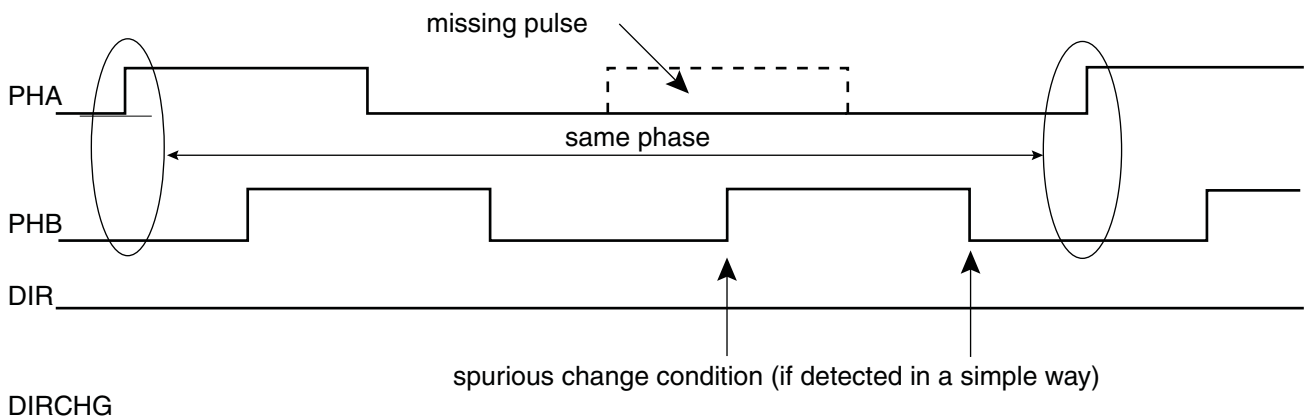 missing pulse
PHA
same phase
PHB
DIR
spurious change condition (if detected in a simple way)
DIRCHG